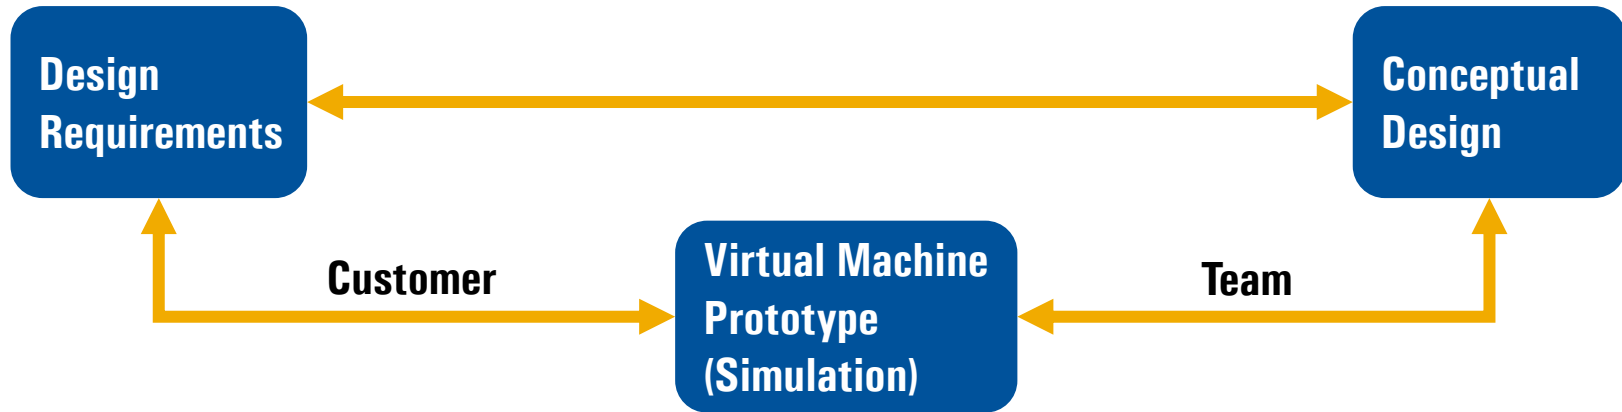 Design
Requirements
Conceptual
Design
Customer
Virtual Machine
Prototype
(Simulation)
Team